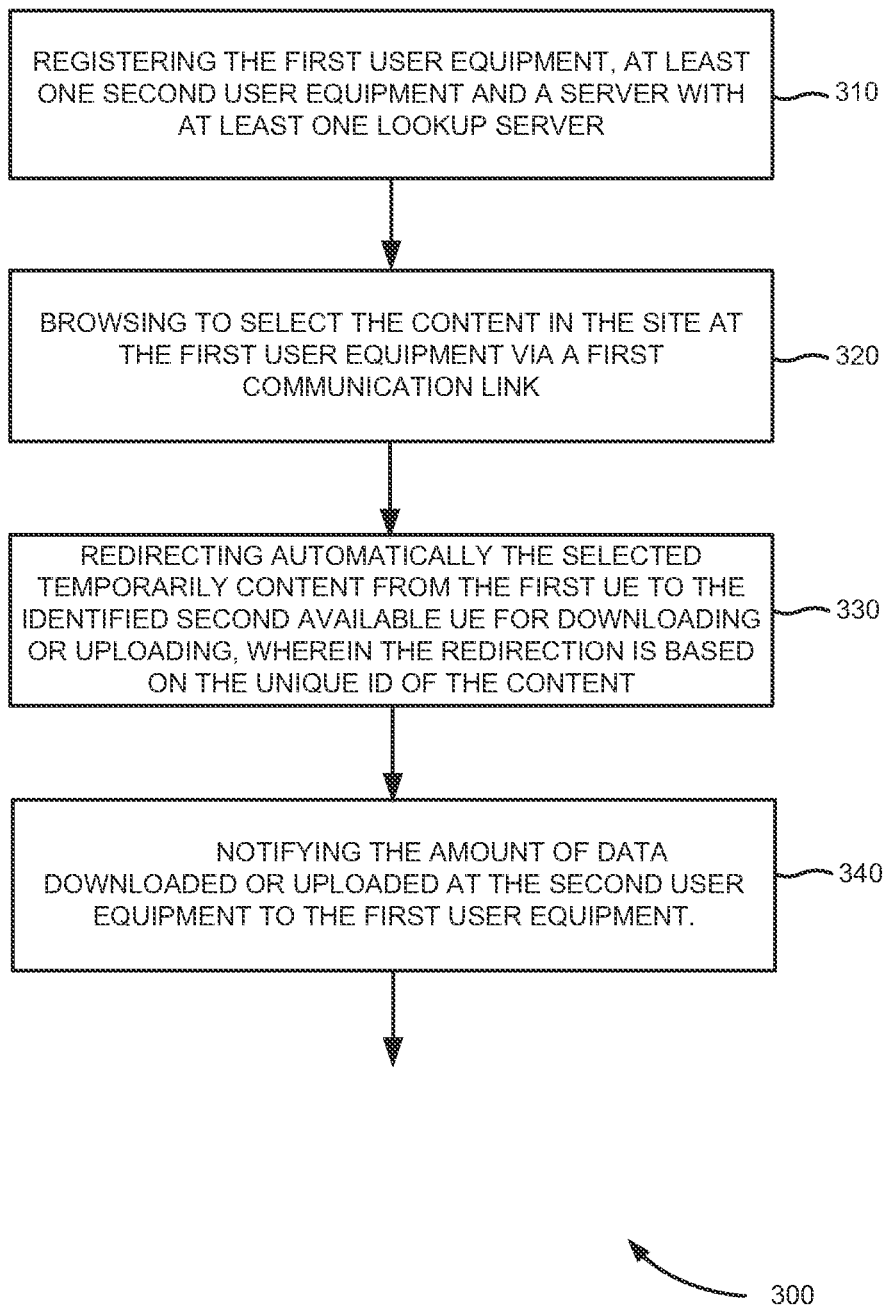 REGISTERING THE FIRST USER EQUIPMENT, AT LEAST
ONE SECOND USER EQUIPMENT AND A SERVER WITH
AT LEAST ONE LOOKUP SERVER
310
BROWSING TO SELECT THE CONTENT IN THE SITE AT
THE FIRST USER EQUIPMENT VIA A FIRST
COMMUNICATION LINK
320
REDIRECTING AUTOMATICALLY THE SELECTED
TEMPORARILY CONTENT FROM THE FIRST UE TO THE
IDENTIFIED SECOND AVAILABLE UE FOR DOWNLOADING
OR UPLOADING, WHEREIN THE REDIRECTION IS BASED
ON THE UNIQUE ID OF THE CONTENT
330
NOTIFYING THE AMOUNT OF DATA
DOWNLOADED OR UPLOADED AT THE SECOND USER
EQUIPMENT TO THE FIRST USER EQUIPMENT.
340
300